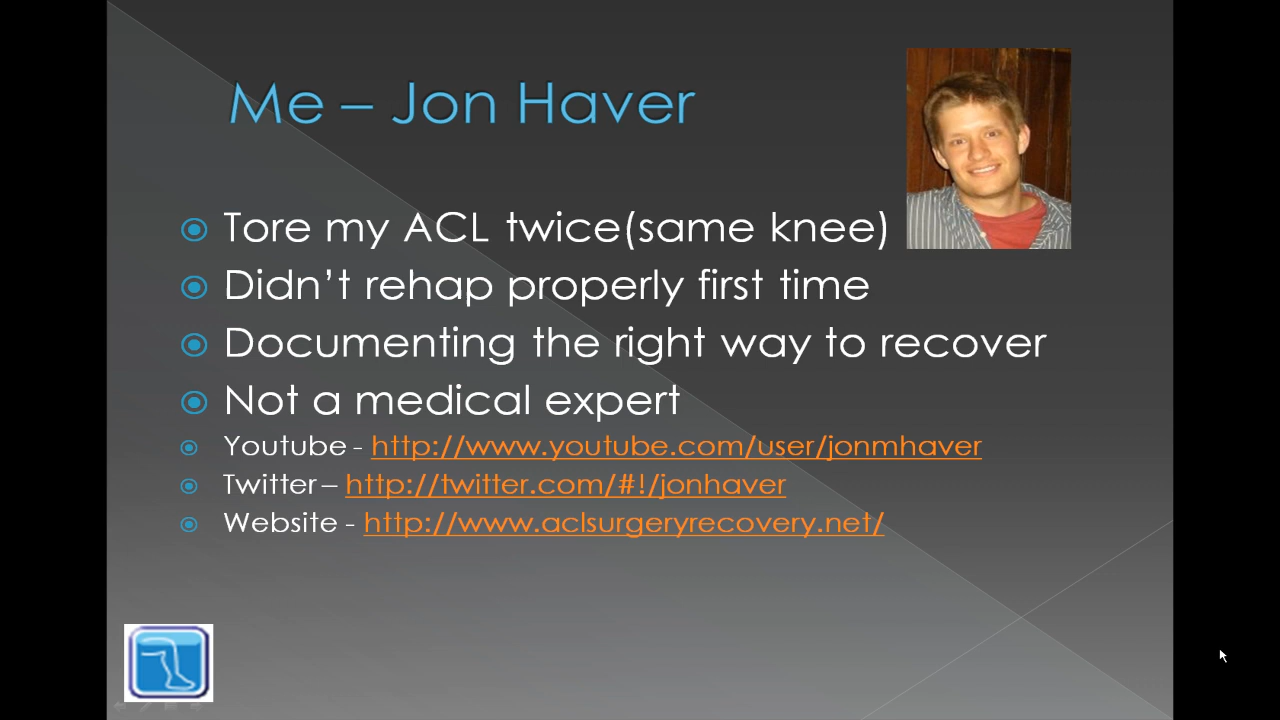 Me – Jon Haver
Tore my ACL twice(same knee)
Didn’t rehap properly first time
Documenting the right way to recover
Not a medical expert
Youtube - http://www.youtube.com/user/jonmhaver
Twitter – http://twitter.com/#!/jonhaver
Website - http://www.aclsurgeryrecovery.net/